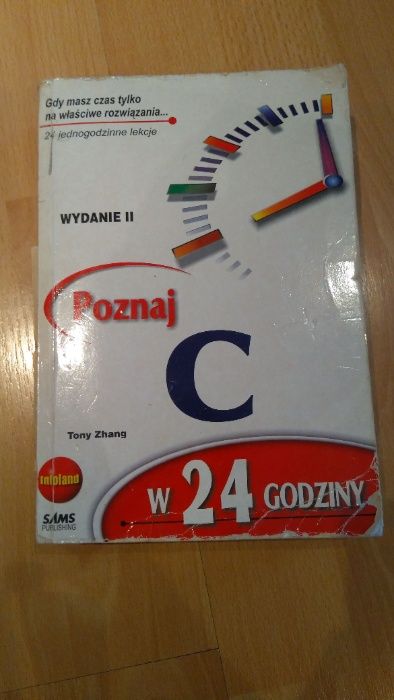 Gdy masz czas tylko
na właściwe rozwiązania...
24 jednogodzinne lekcje
WYDANIE II
Poznaj
C
Tony Zhang
infoland
SAMS
PUBLISHING
W 24 GODZINY